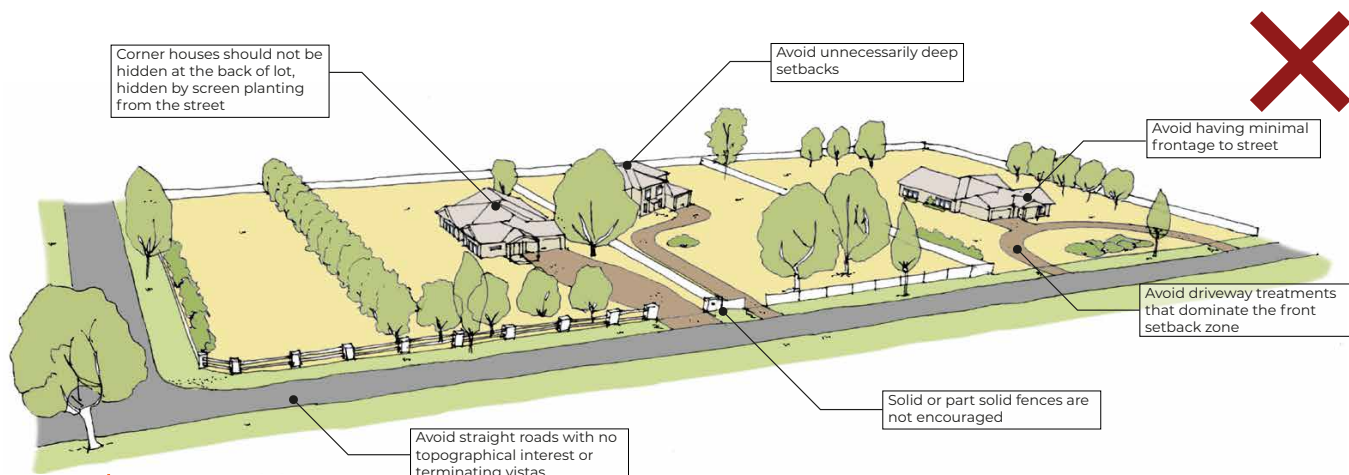 Corner houses should not be
hidden at the back of lot,
hidden by screen planting
from the street
Avoid unnecessarily deep
setbacks
Avoid having minimal
frontage to street
Avoid driveway treatments
that dominate the front
setback zone
Solid or part solid fences are
not encouraged
Avoid straight roads with no
topographical interest or
terminating vistas